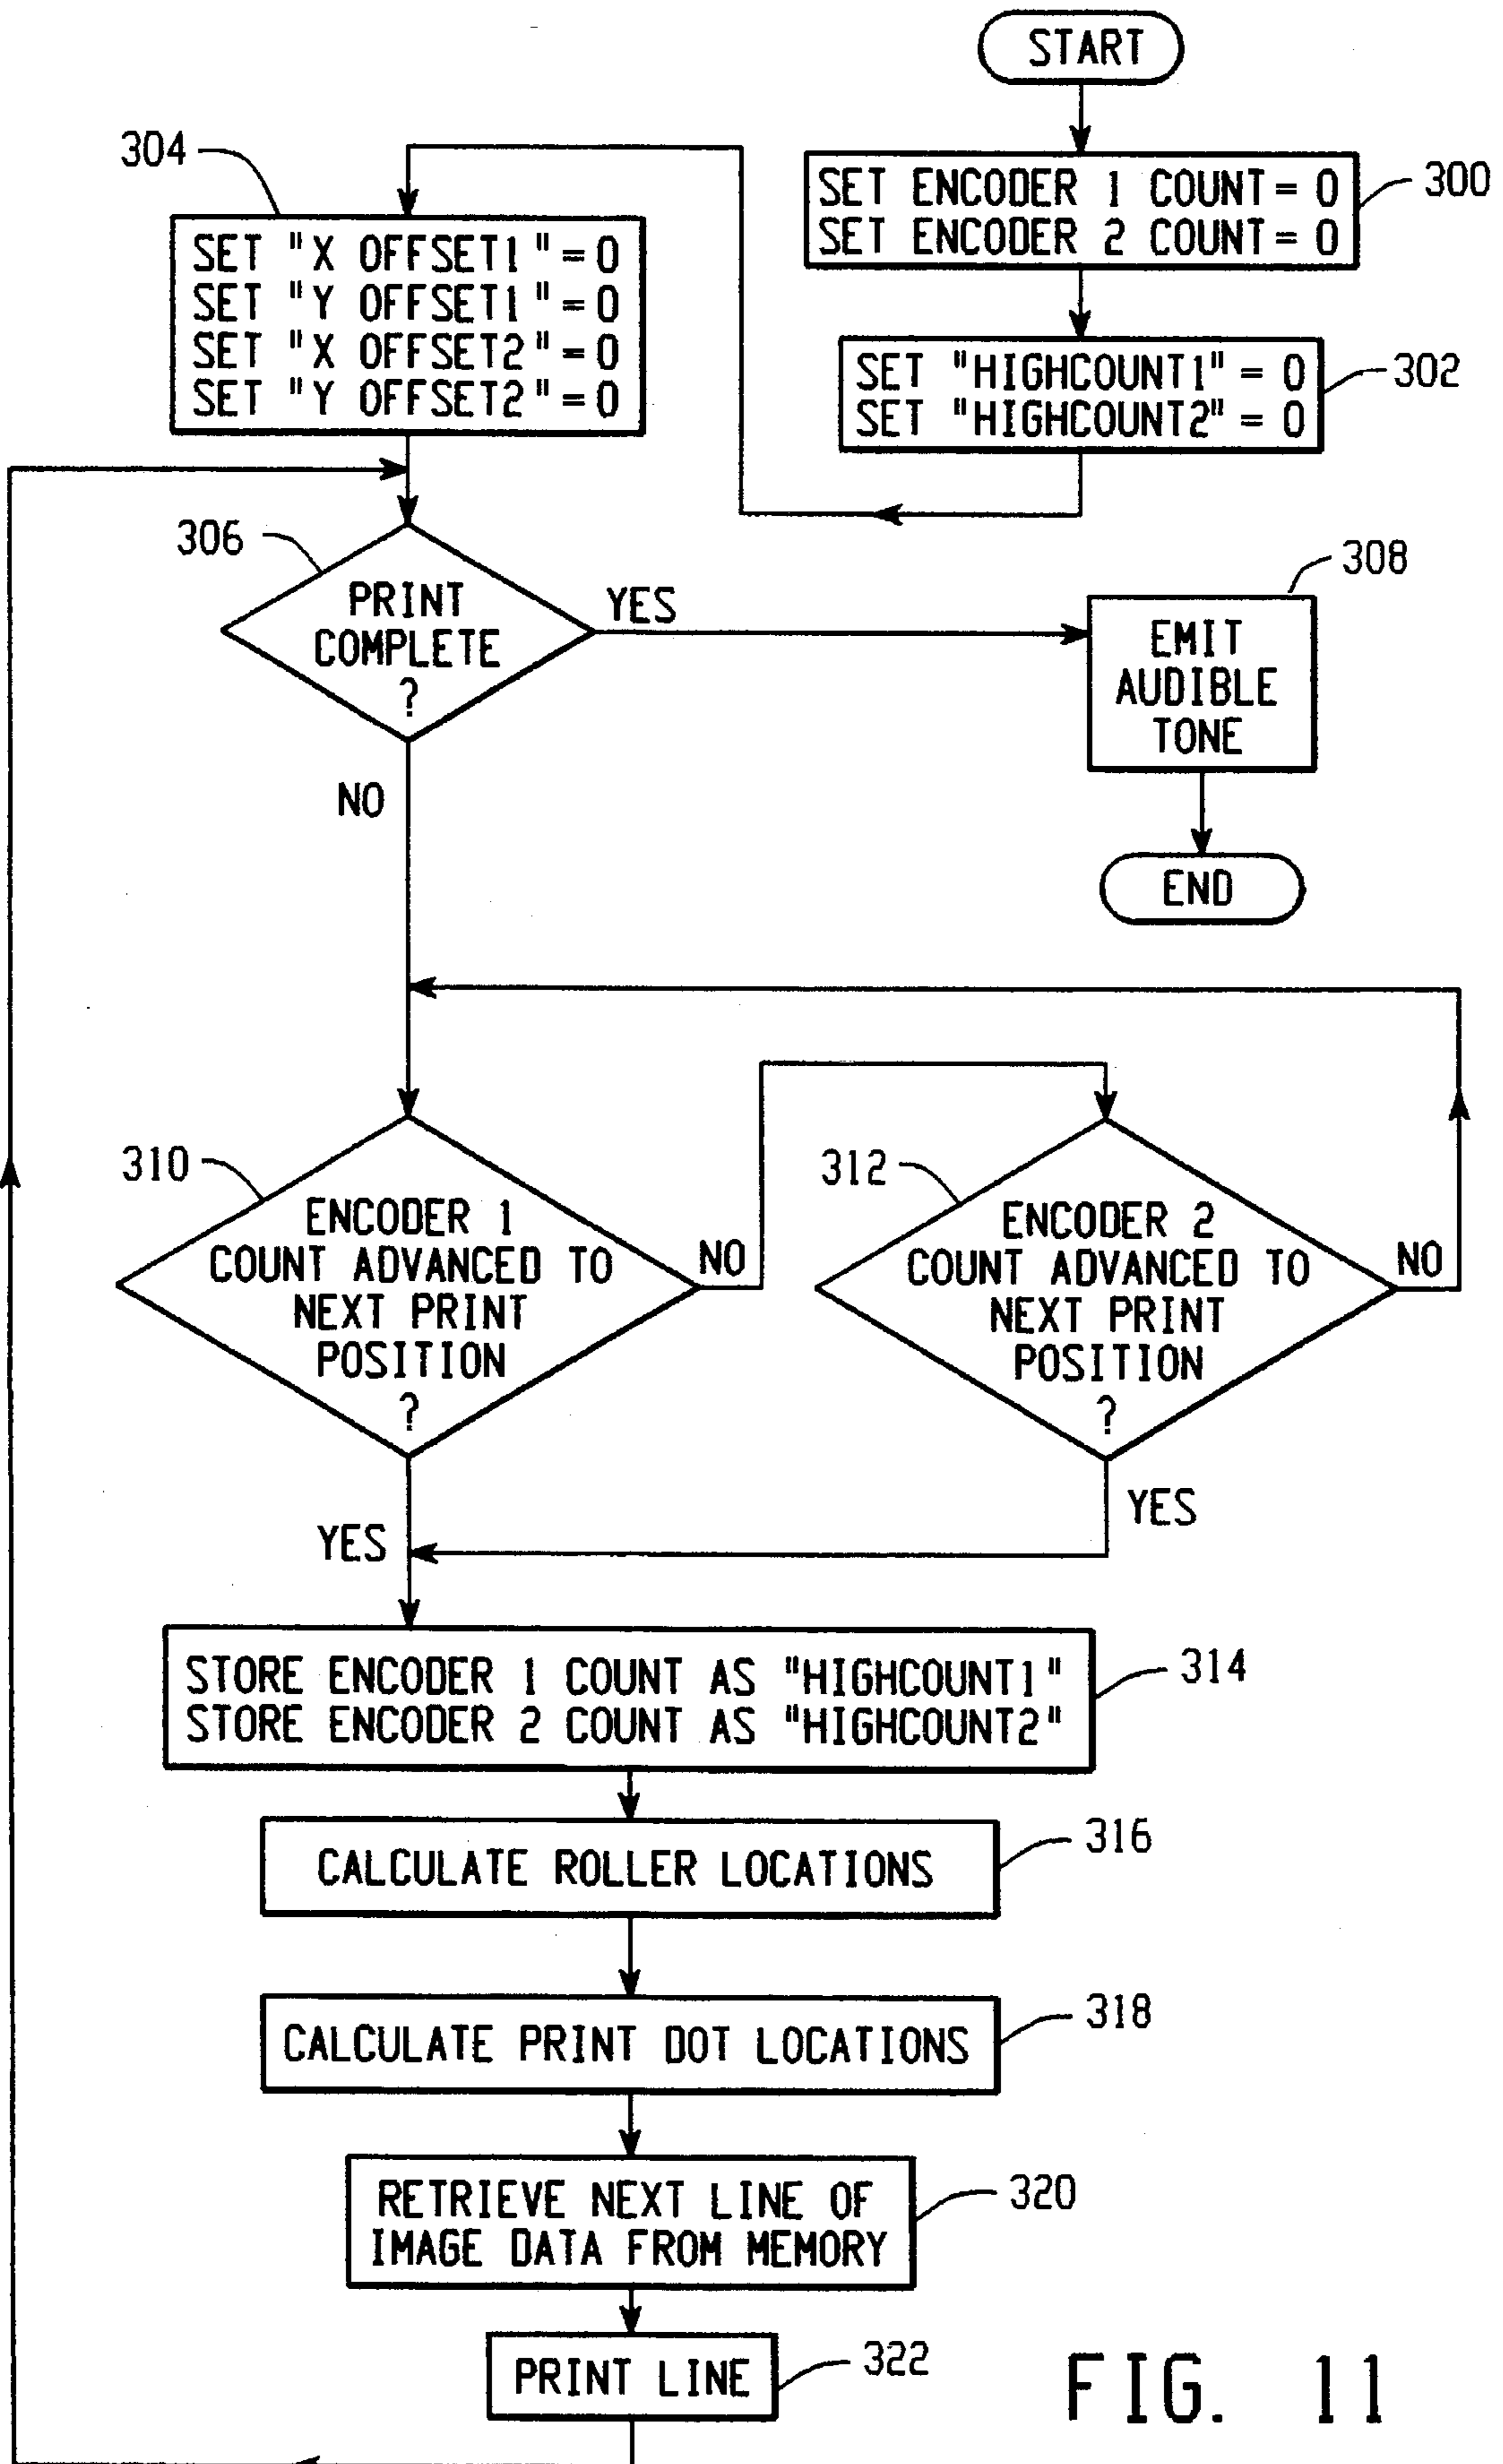 START
SET ENCODER 1 COUNT = 0
SET ENCODER 2 COUNT = 0
300
SET "HIGHCOUNT1" = 0
SET "HIGHCOUNT2" = 0
302
304
SET "X OFFSET1" = 0
SET "Y OFFSET1" = 0
SET "X OFFSET2" = 0
SET "Y OFFSET2" = 0
306
PRINT
COMPLETE
?
YES
NO
308
EMIT
AUDIBLE
TONE
END
310
ENCODER 1
COUNT ADVANCED TO
NEXT PRINT
POSITION
?
NO
YES
312
ENCODER 2
COUNT ADVANCED TO
NEXT PRINT
POSITION
?
NO
YES
STORE ENCODER 1 COUNT AS "HIGHCOUNT1"
STORE ENCODER 2 COUNT AS "HIGHCOUNT2"
314
CALCULATE ROLLER LOCATIONS
316
CALCULATE PRINT DOT LOCATIONS
318
RETRIEVE NEXT LINE OF
IMAGE DATA FROM MEMORY
320
PRINT LINE
322
FIG. 11